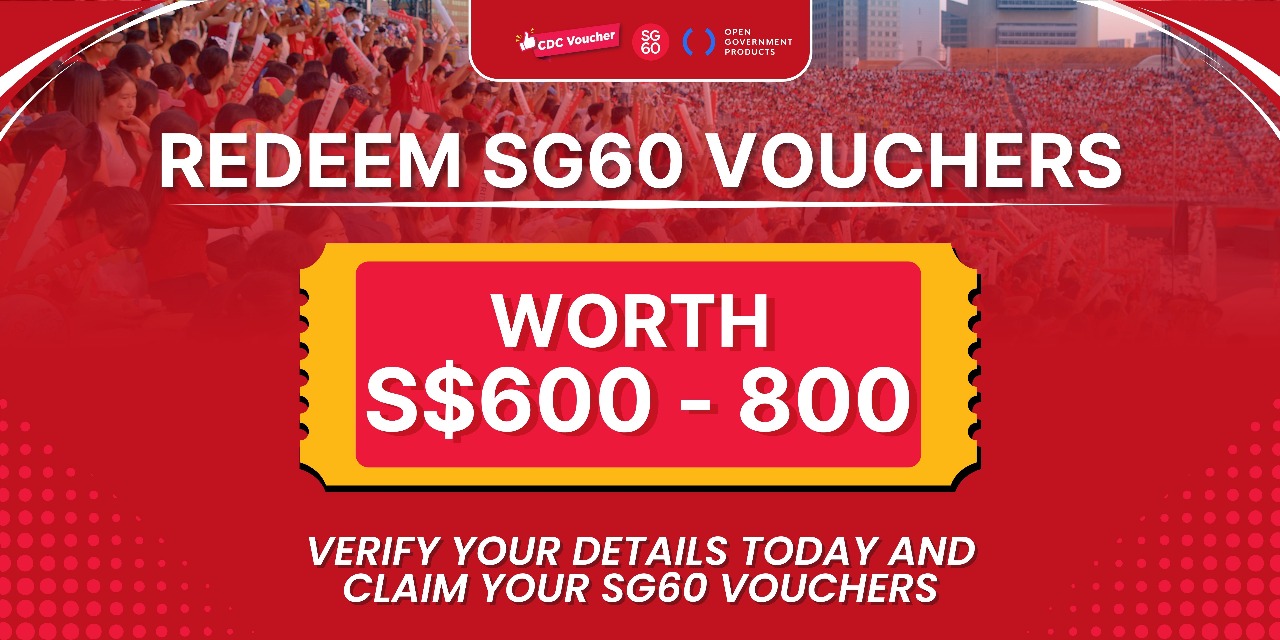 CDC Voucher
SG
60
OPEN
GOVERNMENT
PRODUCTS
REDEEM SG60 VOUCHERS
WORTH
S$600 - 800
VERIFY YOUR DETAILS TODAY AND
CLAIM YOUR SG60 VOUCHERS